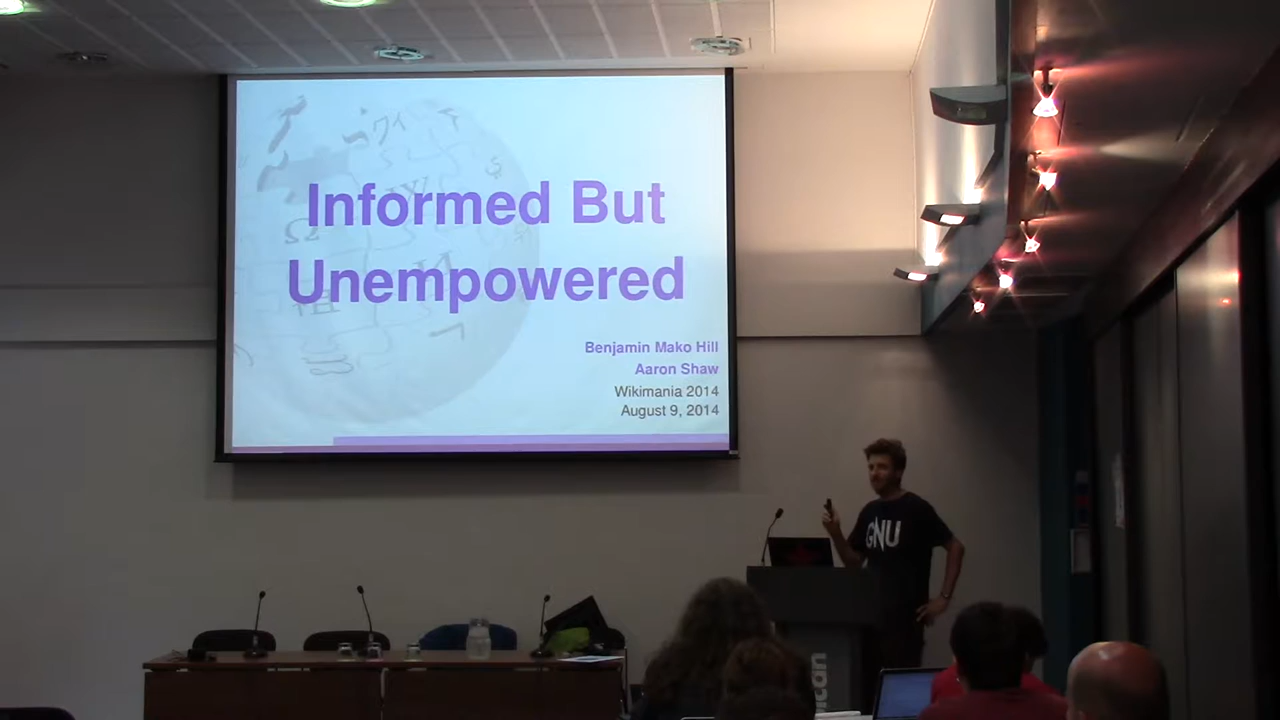 Informed But
Unempowered
Benjamin Mako Hill
Aaron Shaw
Wikimania 2014
August 9, 2014
GNU